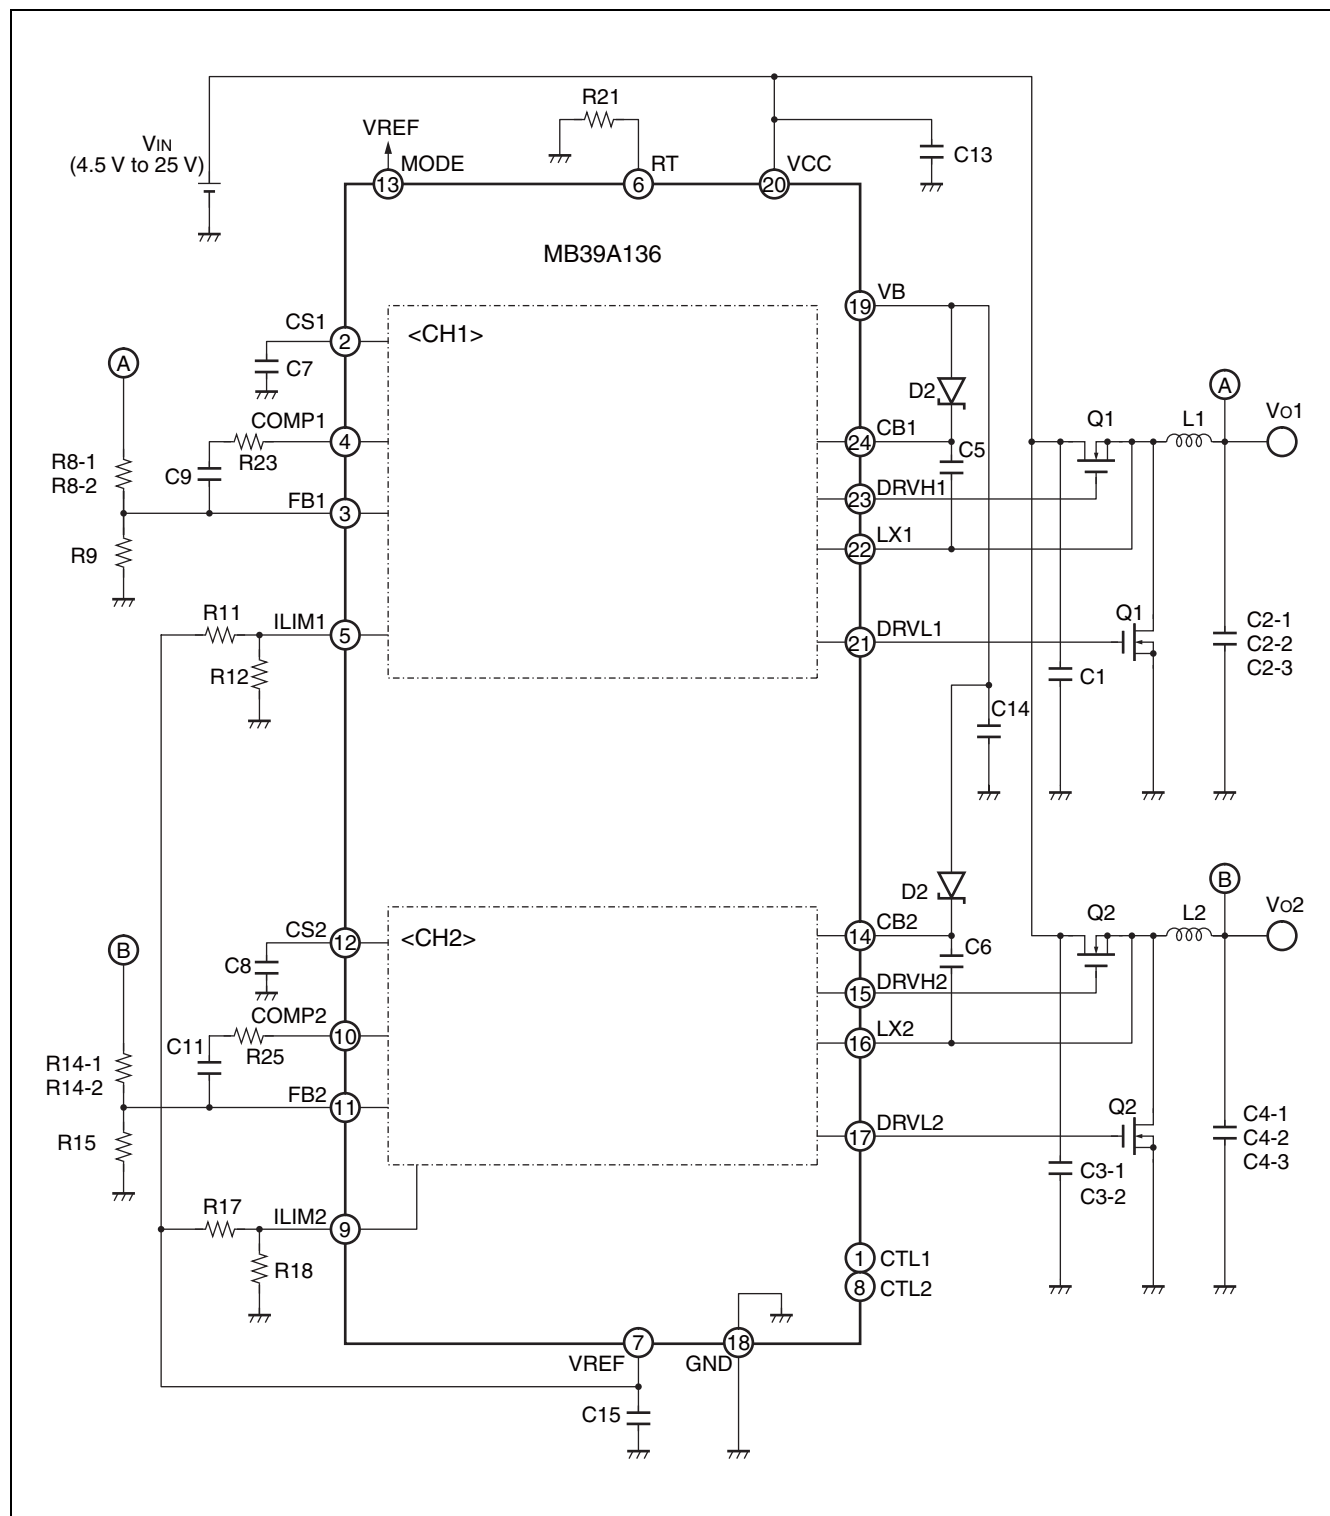 R21
VREF
VIN
(4.5 V to 25 V)
MODE
RT
VCC
C13
13
6
20
MB39A136
VB
19
CS1
2
<CH1>
C7
A
D2
A
Q1
L1
VO1
COMP1
4
CB1
24
C5
R23
R8-1
R8-2
C9
FB1
3
DRVH1
23
R9
LX1
22
R11
ILIM1
5
DRVL1
21
Q1
C2-1
C2-2
C2-3
R12
C1
C14
D2
B
CS2
12
<CH2>
CB2
14
Q2
L2
VO2
B
C8
C6
COMP2
10
DRVH2
15
C11
R25
LX2
16
R14-1
R14-2
FB2
11
Q2
R15
DRVL2
17
C4-1
C4-2
C4-3
C3-1
C3-2
R17
ILIM2
9
R18
1
CTL1
8
CTL2
7
18
VREF
GND
C15